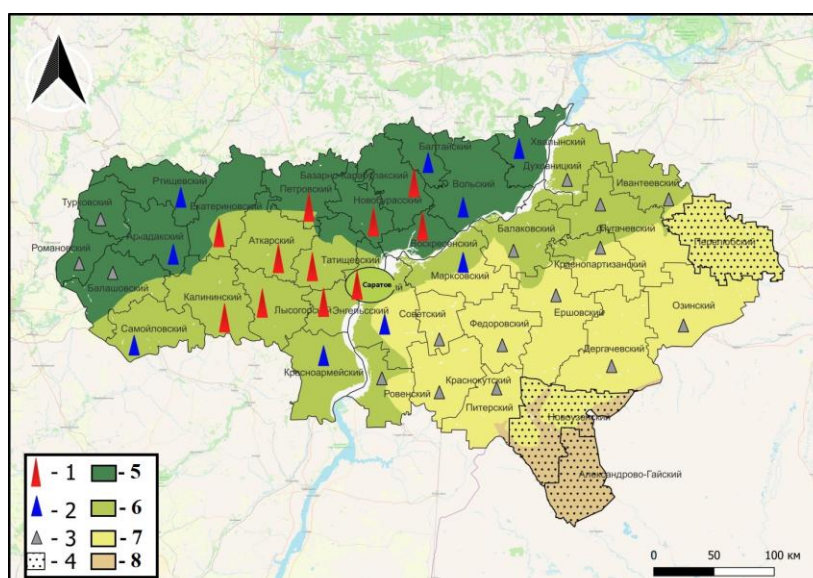 Балтайский
Хвалынский
Базарно-Карабулакский
Духовницкий
Ртищевский
Петровский
Ивантеевский
Екатериновский
Вольский
Турковский
Новобурасский
Пугачевский
Аркадакский
Воскресенский
Перелюбский
Аткарский
Балаковский
Романовский
Татищевский
Краснопартизанский
Балашовский
Марксовский
Саратов
Калининский
Озинский
Лысогорский
Энгельсский
Советский
Ершовский
Самойловский
Федоровский
Дергачевский
Красноармейский
Краснокутский
Ровенский
Питерский
Новоузенский
Александрово-Гайский
- 1 - 5
- 2 - 6
- 3 - 7
- 4 - 8
0 50 100 км